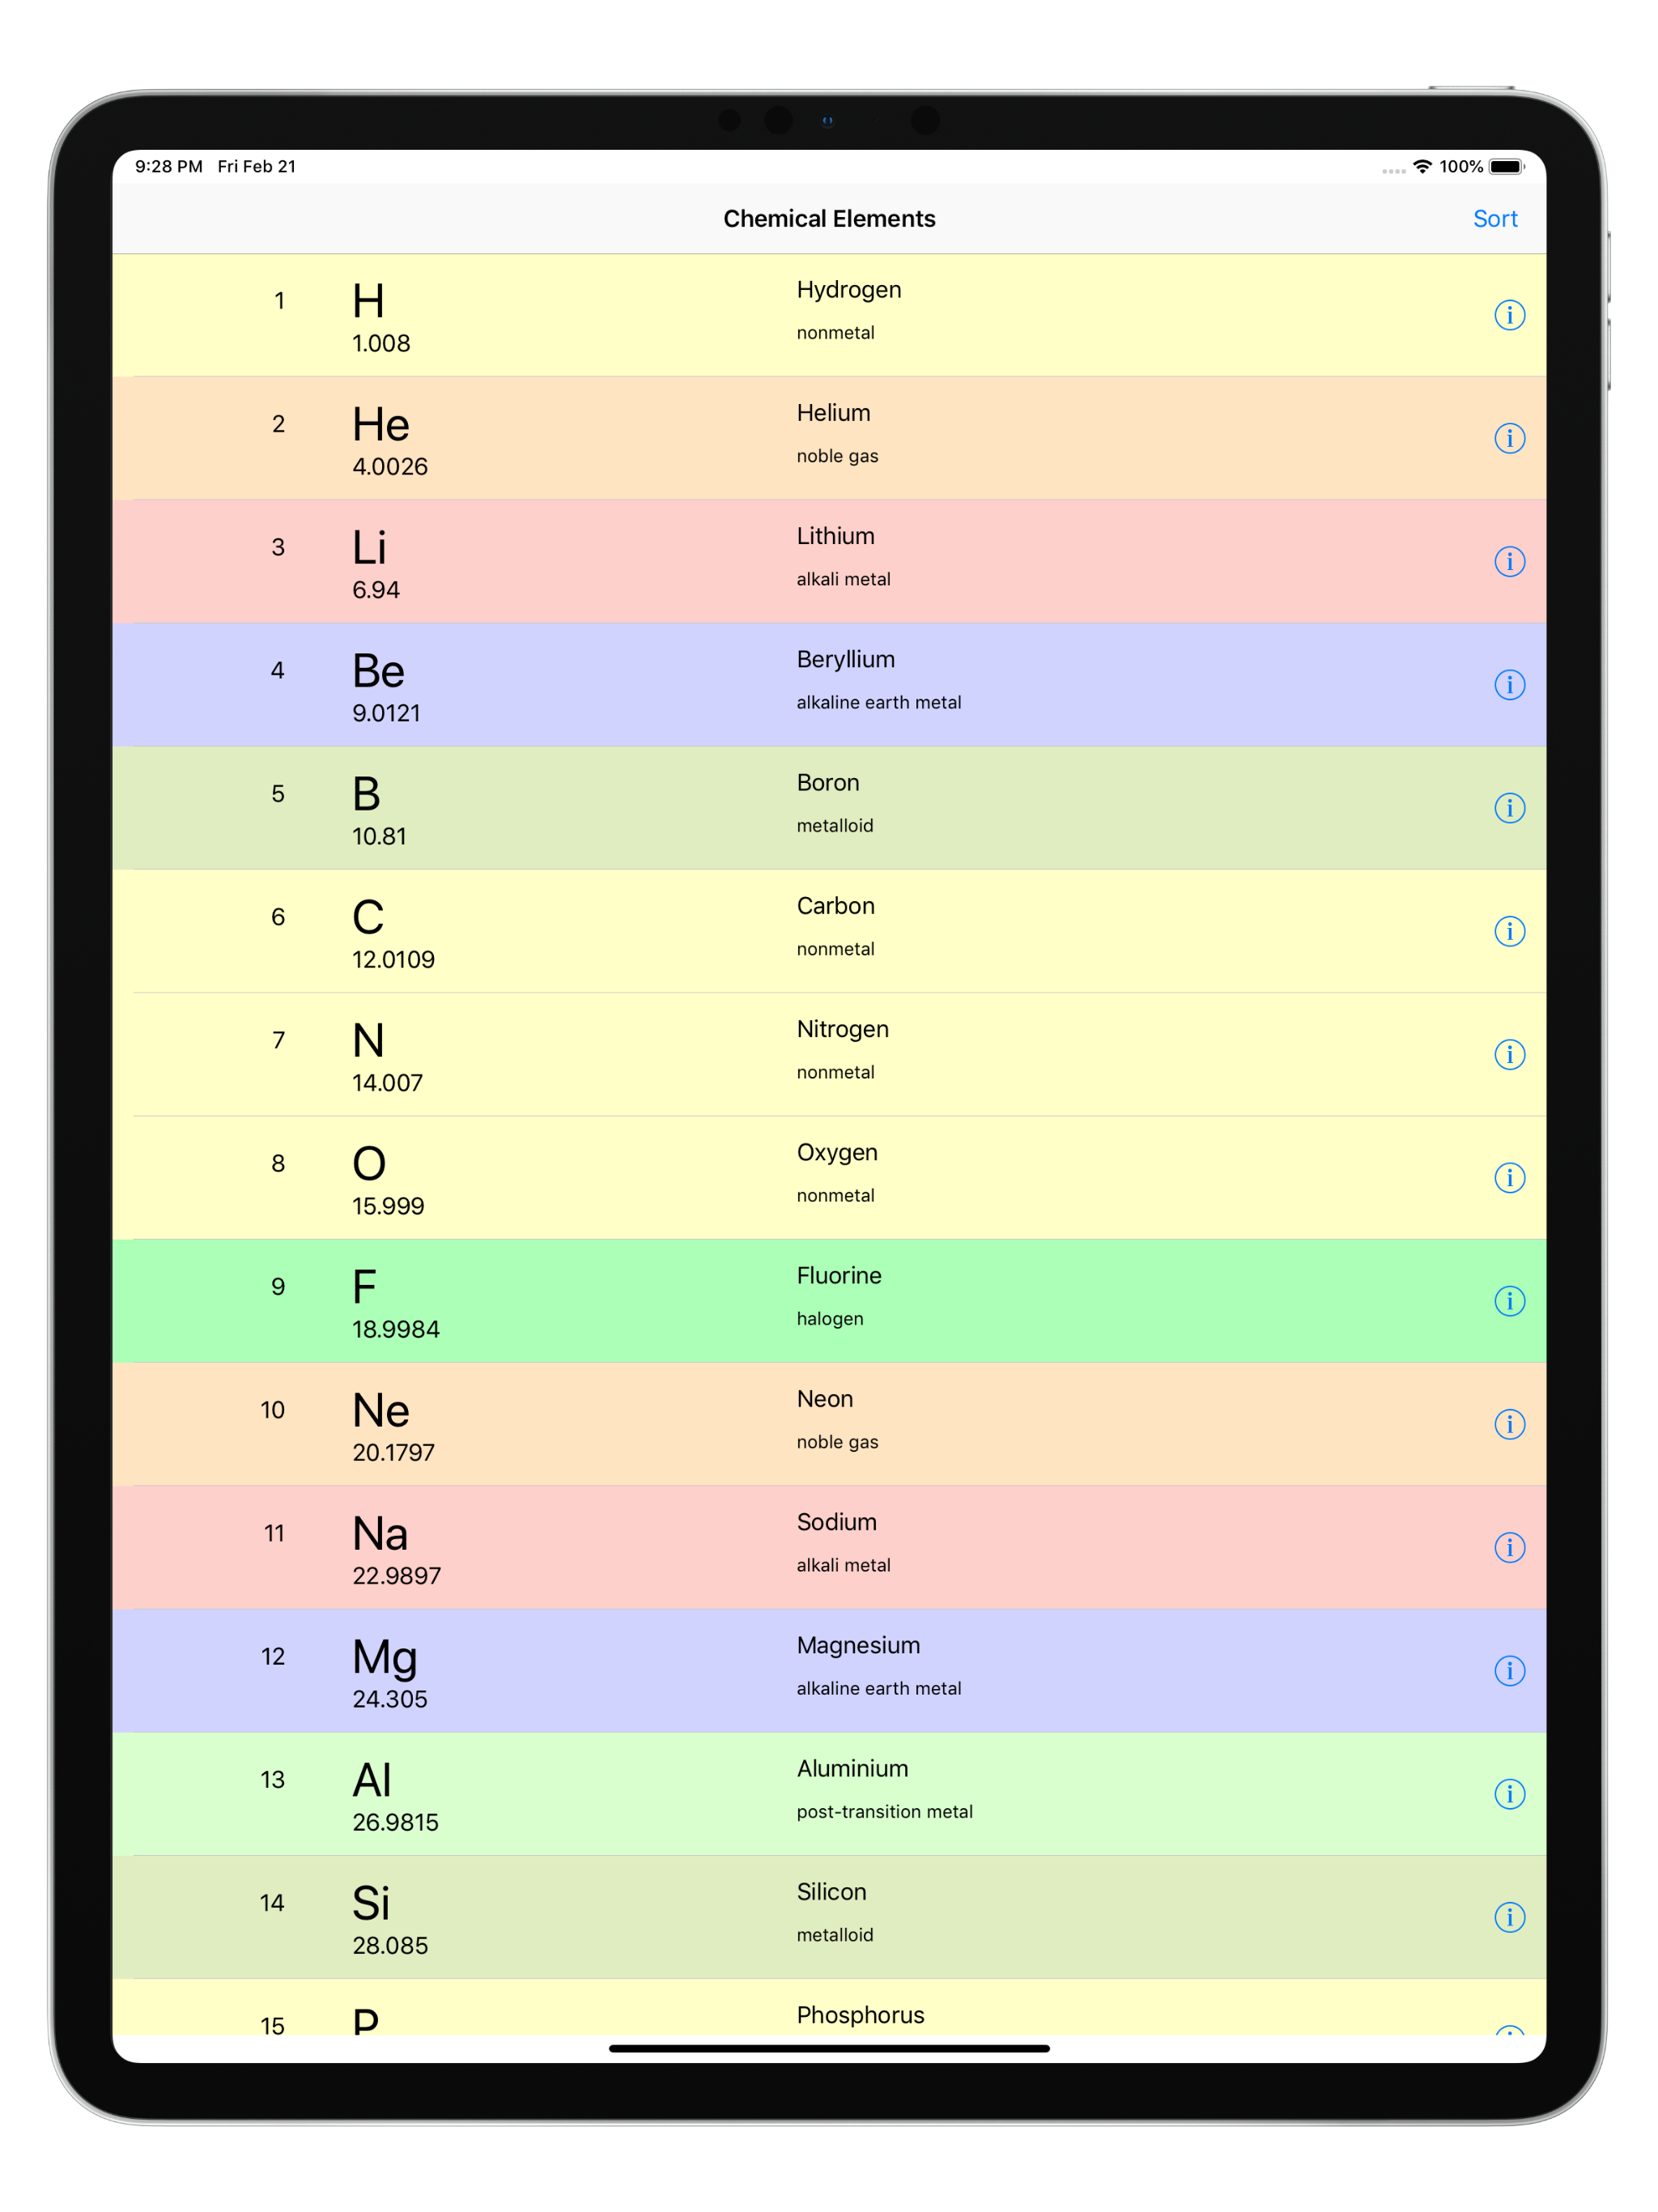 9:28 PM Fri Feb 21 100%
Chemical Elements Sort
1 H Hydrogen
1.008 nonmetal
2 He Helium
4.0026 noble gas
3 Li Lithium
6.94 alkali metal
4 Be Beryllium
9.0121 alkaline earth metal
5 B Boron
10.81 metalloid
6 C Carbon
12.0109 nonmetal
7 N Nitrogen
14.007 nonmetal
8 O Oxygen
15.999 nonmetal
9 F Fluorine
18.9984 halogen
10 Ne Neon
20.1797 noble gas
11 Na Sodium
22.9897 alkali metal
12 Mg Magnesium
24.305 alkaline earth metal
13 Al Aluminium
26.9815 post-transition metal
14 Si Silicon
28.085 metalloid
15 P Phosphorus